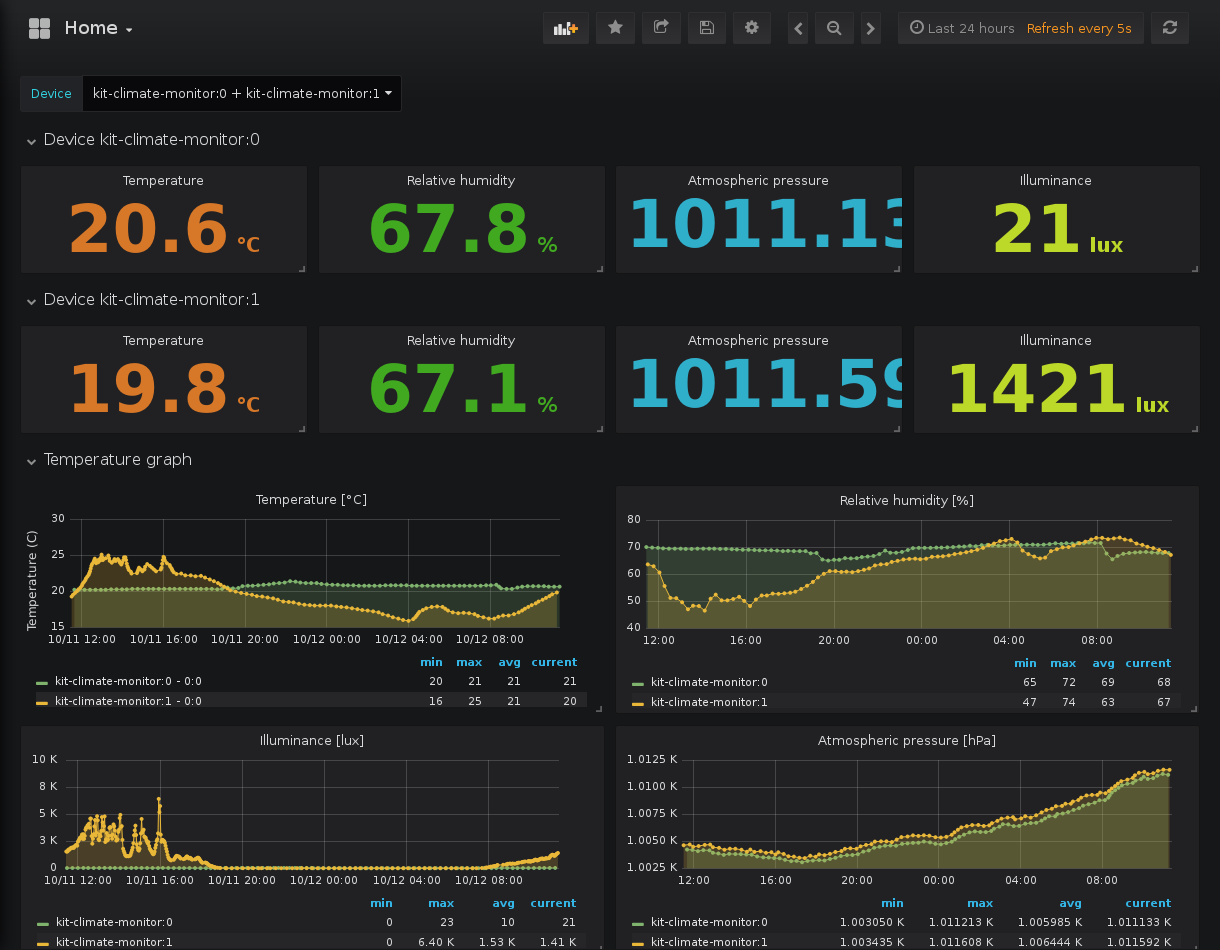 Home
Last 24 hours Refresh every 5s
Device kit-climate-monitor:0 + kit-climate-monitor:1
Device kit-climate-monitor:0
Temperature Relative humidity Atmospheric pressure Illuminance
20.6 °C 67.8 % 1011.13 21 lux
Device kit-climate-monitor:1
Temperature Relative humidity Atmospheric pressure Illuminance
19.8 °C 67.1 % 1011.59 1421 lux
Temperature graph
Temperature [°C]
Temperature (C)
30
25
20
15
10/11 12:00 10/11 16:00 10/11 20:00 10/12 00:00 10/12 04:00 10/12 08:00
min max avg current
kit-climate-monitor:0 - 0:0 20 21 21 21
kit-climate-monitor:1 - 0:0 16 25 21 20
Relative humidity [%]
80
70
60
50
40
12:00 16:00 20:00 00:00 04:00 08:00
min max avg current
kit-climate-monitor:0 65 72 69 68
kit-climate-monitor:1 47 74 63 67
Illuminance [lux]
10 K
8 K
5 K
3 K
0
10/11 12:00 10/11 16:00 10/11 20:00 10/12 00:00 10/12 04:00 10/12 08:00
min max avg current
kit-climate-monitor:0 0 23 10 21
kit-climate-monitor:1 0 6.40 K 1.53 K 1.41 K
Atmospheric pressure [hPa]
1.0125 K
1.0100 K
1.0075 K
1.0050 K
1.0025 K
12:00 16:00 20:00 00:00 04:00 08:00
min max avg current
kit-climate-monitor:0 1.003050 K 1.011213 K 1.005985 K 1.011133 K
kit-climate-monitor:1 1.003435 K 1.011608 K 1.006444 K 1.011592 K